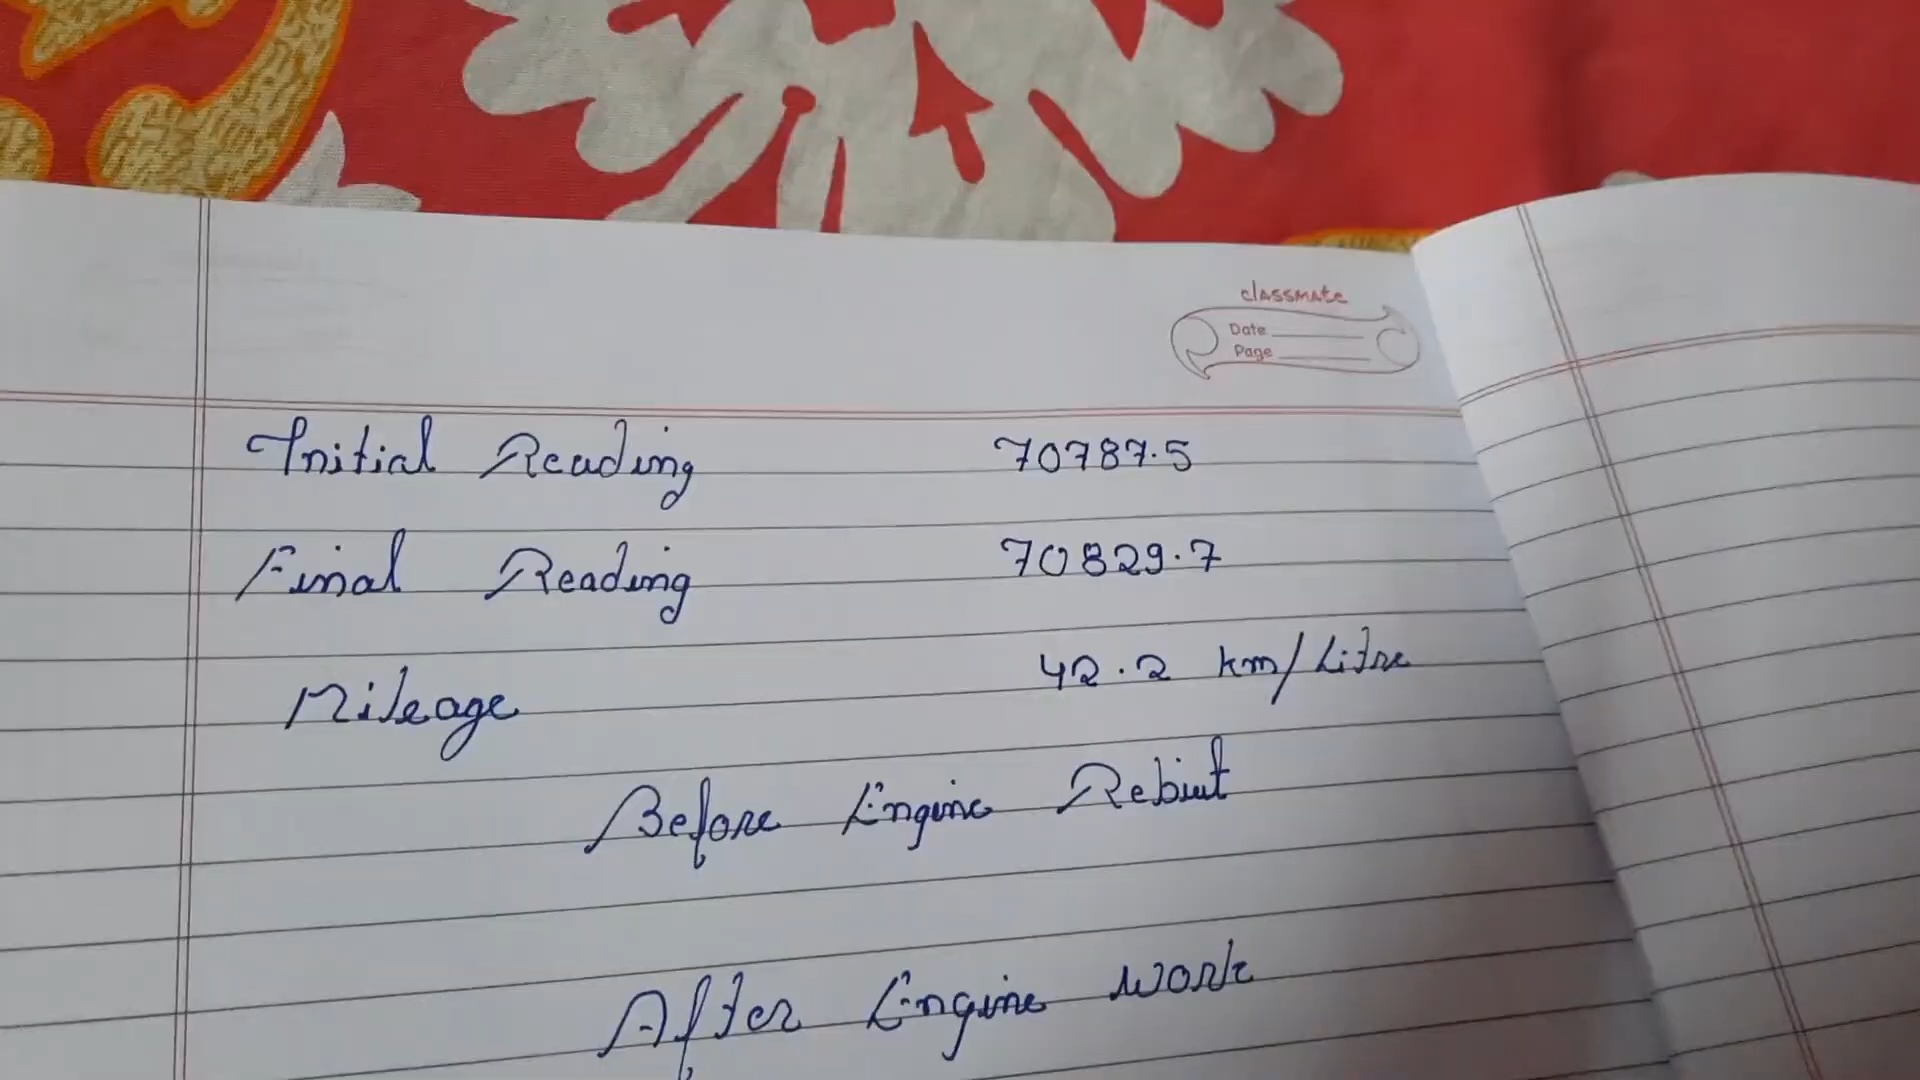 classmate
Date
Page
Initial Reading 70787.5
Final Reading 70829.7
Mileage 42.2 km/Litre
Before Engine Rebiut
After Engine work